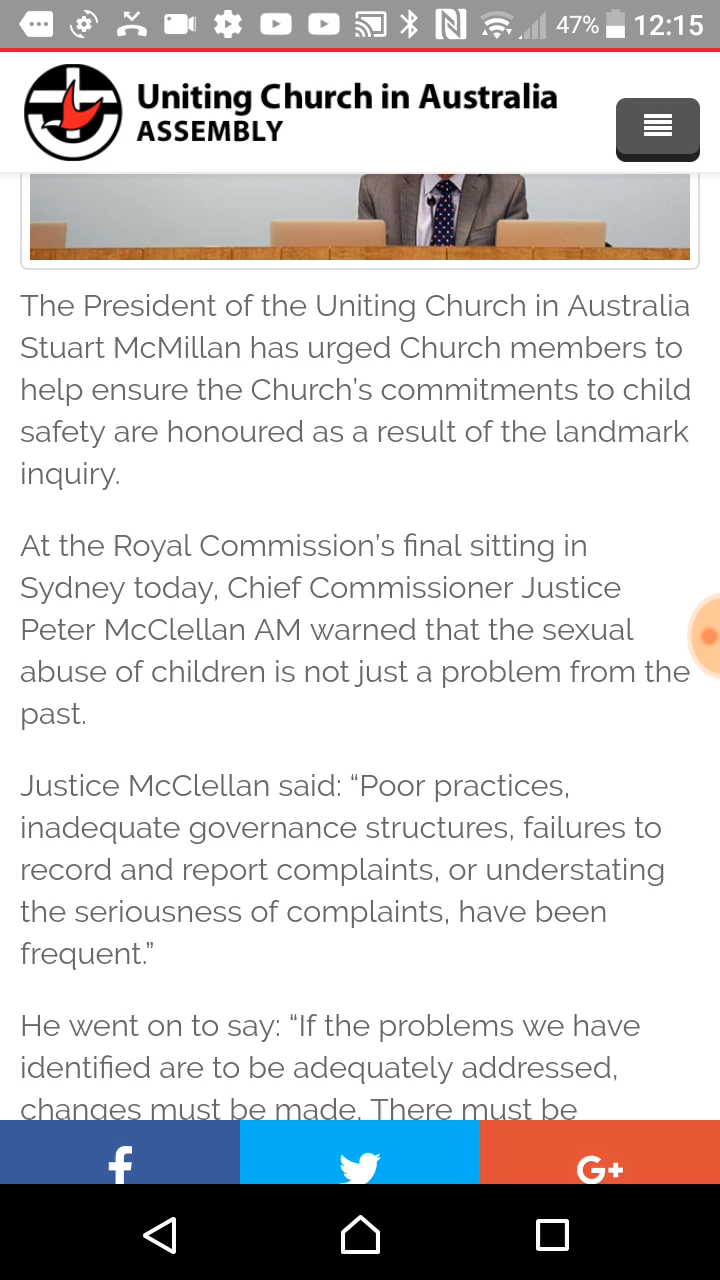 47% 12:15
Uniting Church in Australia
ASSEMBLY
The President of the Uniting Church in Australia
Stuart McMillan has urged Church members to
help ensure the Church’s commitments to child
safety are honoured as a result of the landmark
inquiry.
At the Royal Commission’s final sitting in
Sydney today, Chief Commissioner Justice
Peter McClellan AM warned that the sexual
abuse of children is not just a problem from the
past.
Justice McClellan said: “Poor practices,
inadequate governance structures, failures to
record and report complaints, or understating
the seriousness of complaints, have been
frequent.”
He went on to say: “If the problems we have
identified are to be adequately addressed,
changes must be made. There must be
f G+